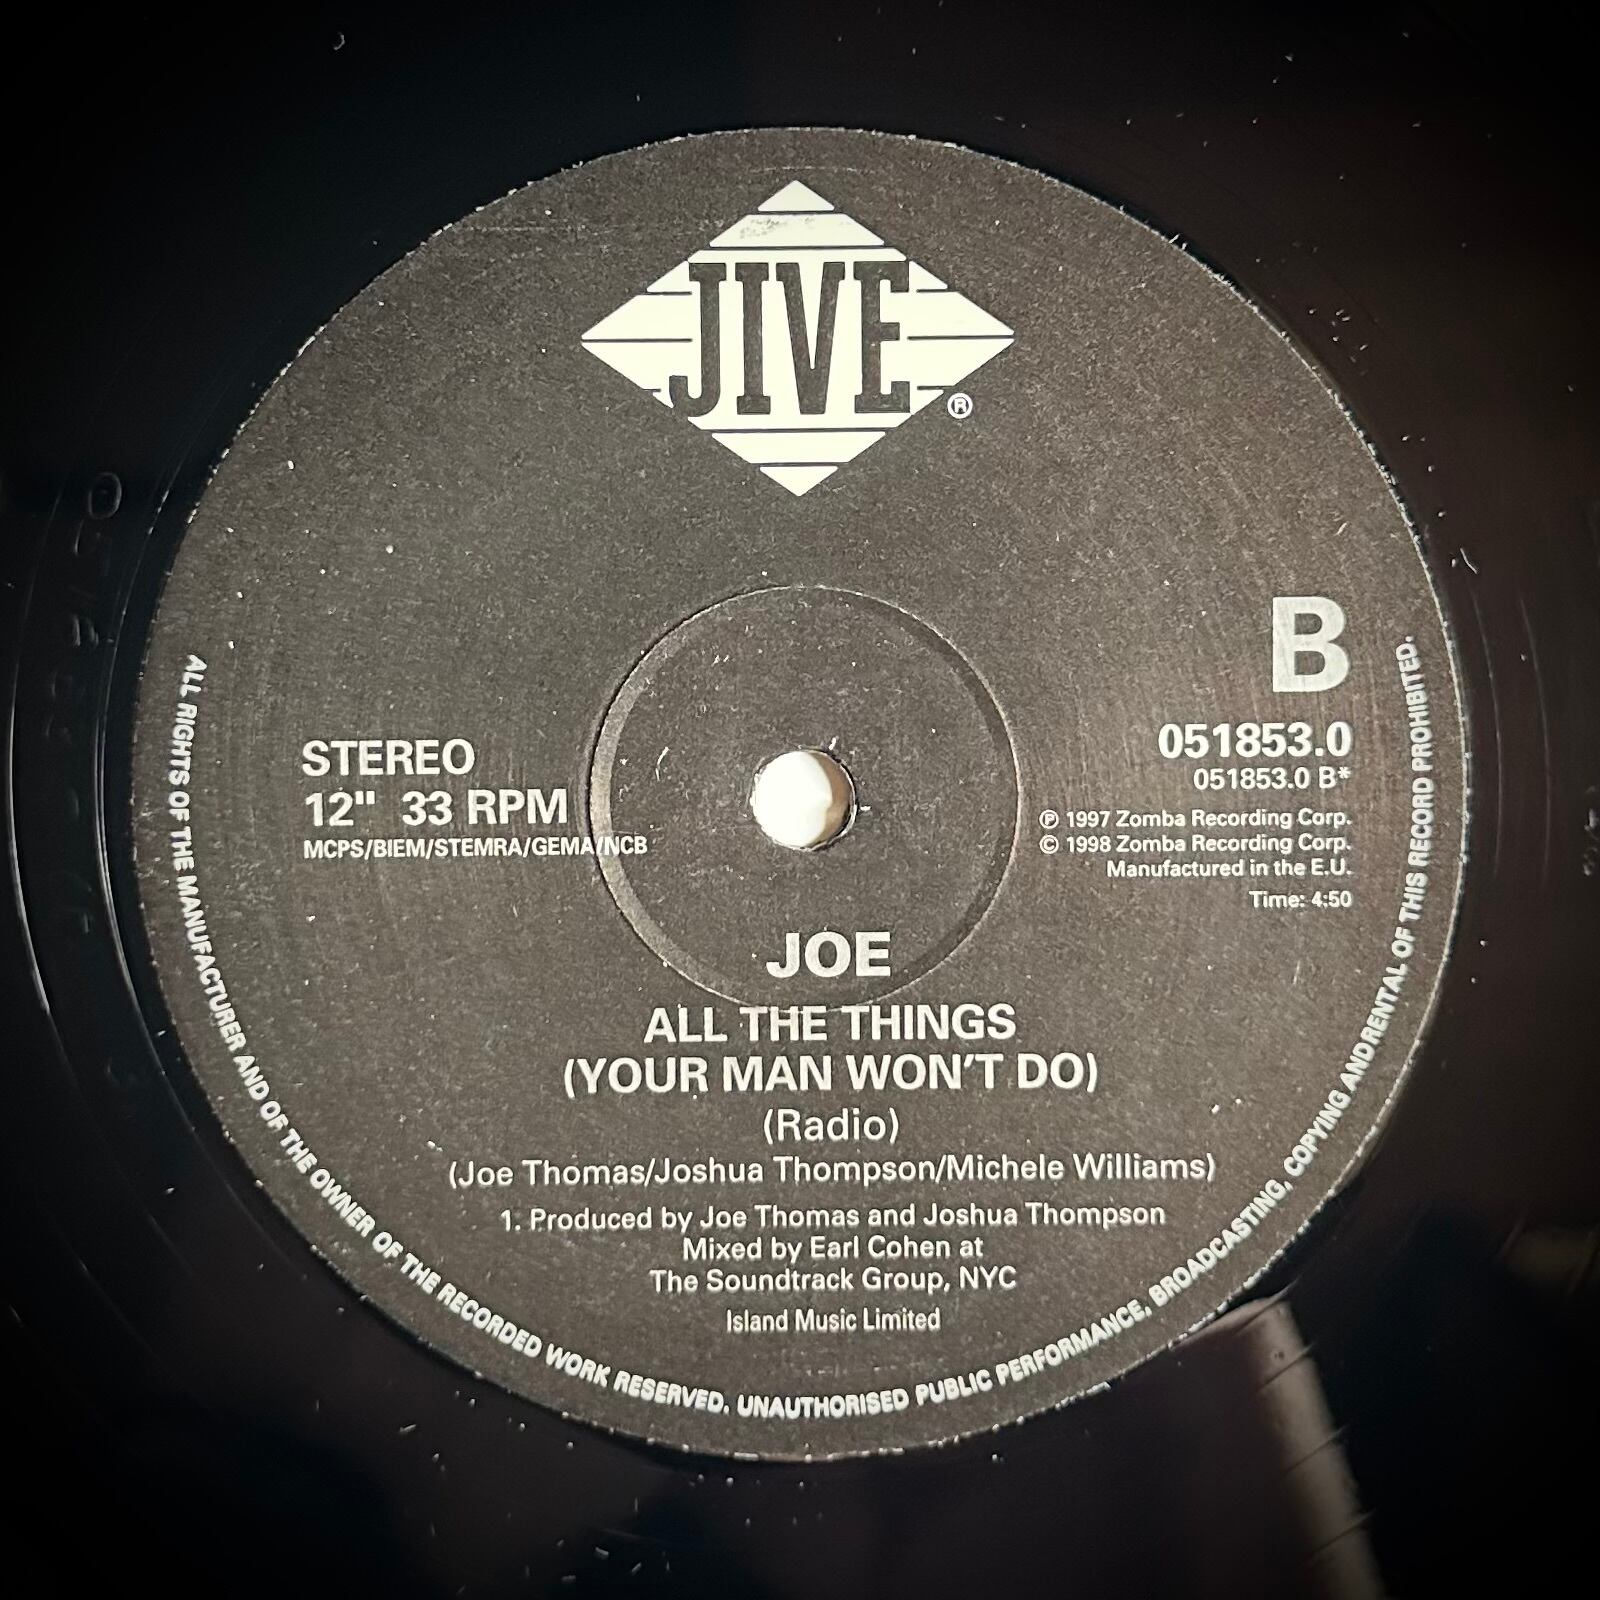 JIVE
®
B
051853.0
051853.0 B*
℗ 1997 Zomba Recording Corp.
© 1998 Zomba Recording Corp.
Manufactured in the E.U.
Time: 4:50
STEREO
12" 33 RPM
MCPS/BIEM/STEMRA/GEMA/NCB
JOE
ALL THE THINGS
(YOUR MAN WON'T DO)
(Radio)
(Joe Thomas/Joshua Thompson/Michele Williams)
1. Produced by Joe Thomas and Joshua Thompson
Mixed by Earl Cohen at
The Soundtrack Group, NYC
Island Music Limited
ALL RIGHTS OF THE MANUFACTURER AND OF THE OWNER OF THE RECORDED WORK RESERVED. UNAUTHORISED PUBLIC PERFORMANCE, BROADCASTING, COPYING ANDRENTAL OF THIS RECORD PROHIBITED.